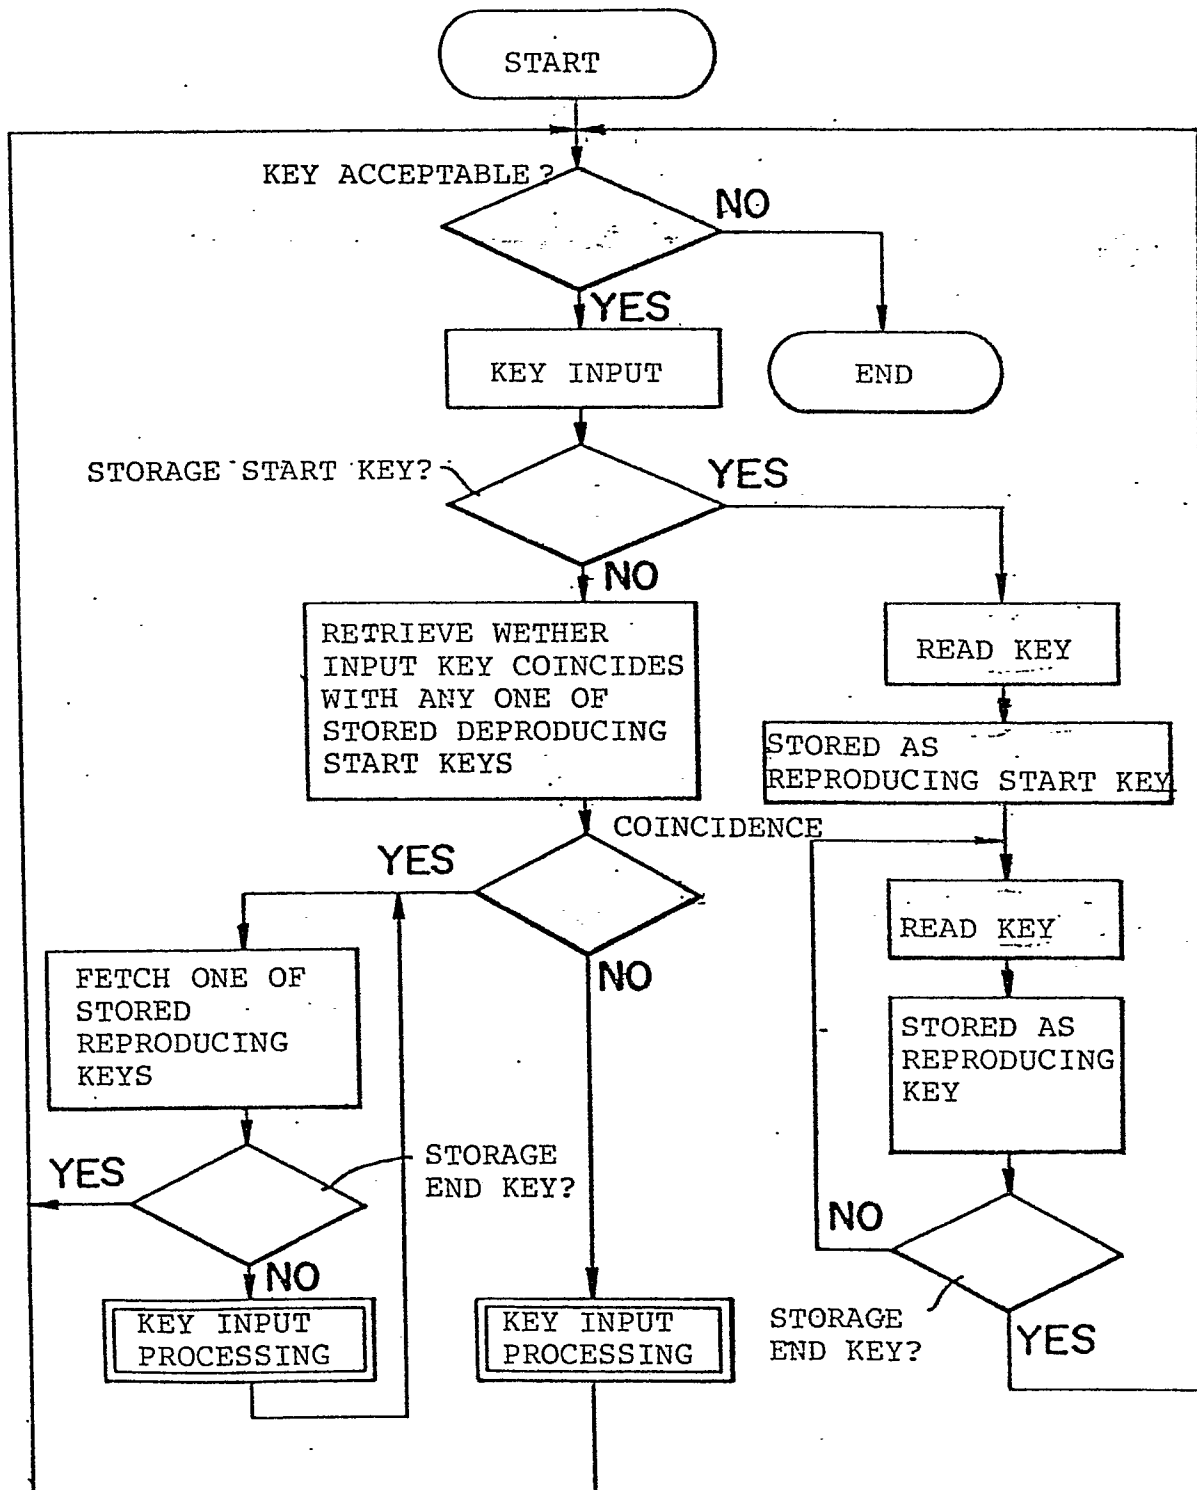 START
KEY ACCEPTABLE?
NO
YES
KEY INPUT
END
STORAGE START KEY?
YES
NO
RETRIEVE WETHER
INPUT KEY COINCIDES
WITH ANY ONE OF
STORED DEPRODUCING
START KEYS
READ KEY
STORED AS
REPRODUCING START KEY
COINCIDENCE
YES
NO
READ KEY
FETCH ONE OF
STORED
REPRODUCING
KEYS
STORED AS
REPRODUCING
KEY
YES
STORAGE
END KEY?
NO
NO
KEY INPUT
PROCESSING
KEY INPUT
PROCESSING
STORAGE
END KEY?
YES